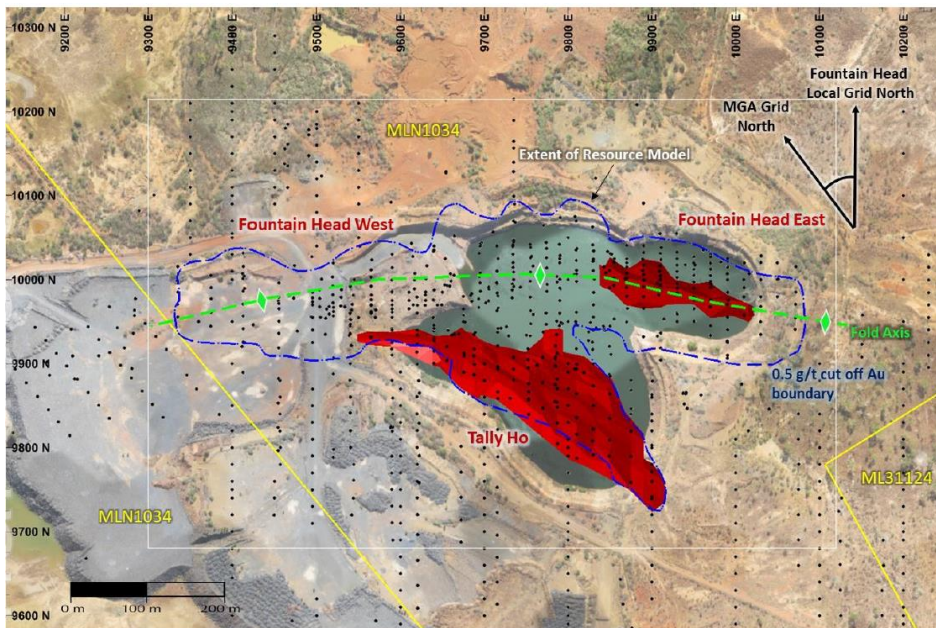 9200 E
9300 E
9400 E
9500 E
9600 E
9700 E
9800 E
9900 E
10000 E
10100 E
10200 E
10300 N
10200 N
10100 N
10000 N
9900 N
9800 N
9700 N
9600 N
Fountain Head
Local Grid North
MGA Grid
North
MLN1034
Extent of Resource Model
Fountain Head West
Fountain Head East
Fold Axis
0.5 g/t cut off Au
boundary
Tally Ho
ML31124
MLN1034
0 m
100 m
200 m